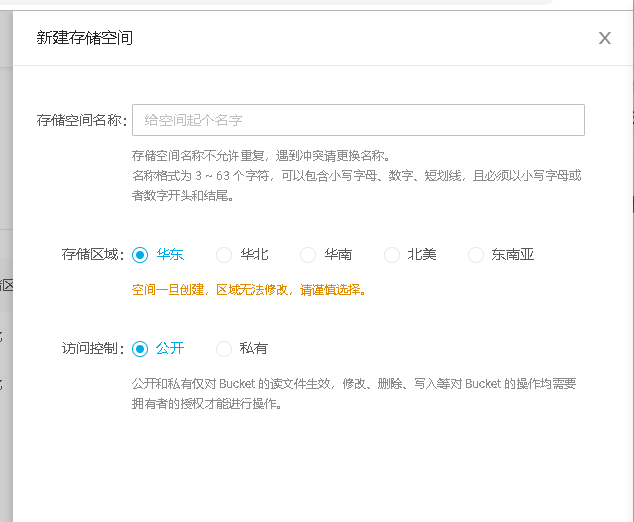 新建存储空间
存储空间名称：
给空间起个名字
存储空间名称不允许重复，遇到冲突请更换名称。
名称格式为 3 ~ 63 个字符，可以包含小写字母、数字、短划线，且必须以小写字母或
者数字开头和结尾。
存储区域： 华东 华北 华南 北美 东南亚
空间一旦创建，区域无法修改，请谨慎选择。
访问控制： 公开 私有
公开和私有仅对 Bucket 的读文件生效，修改、删除、写入等对 Bucket 的操作均需要
拥有者的授权才能进行操作。